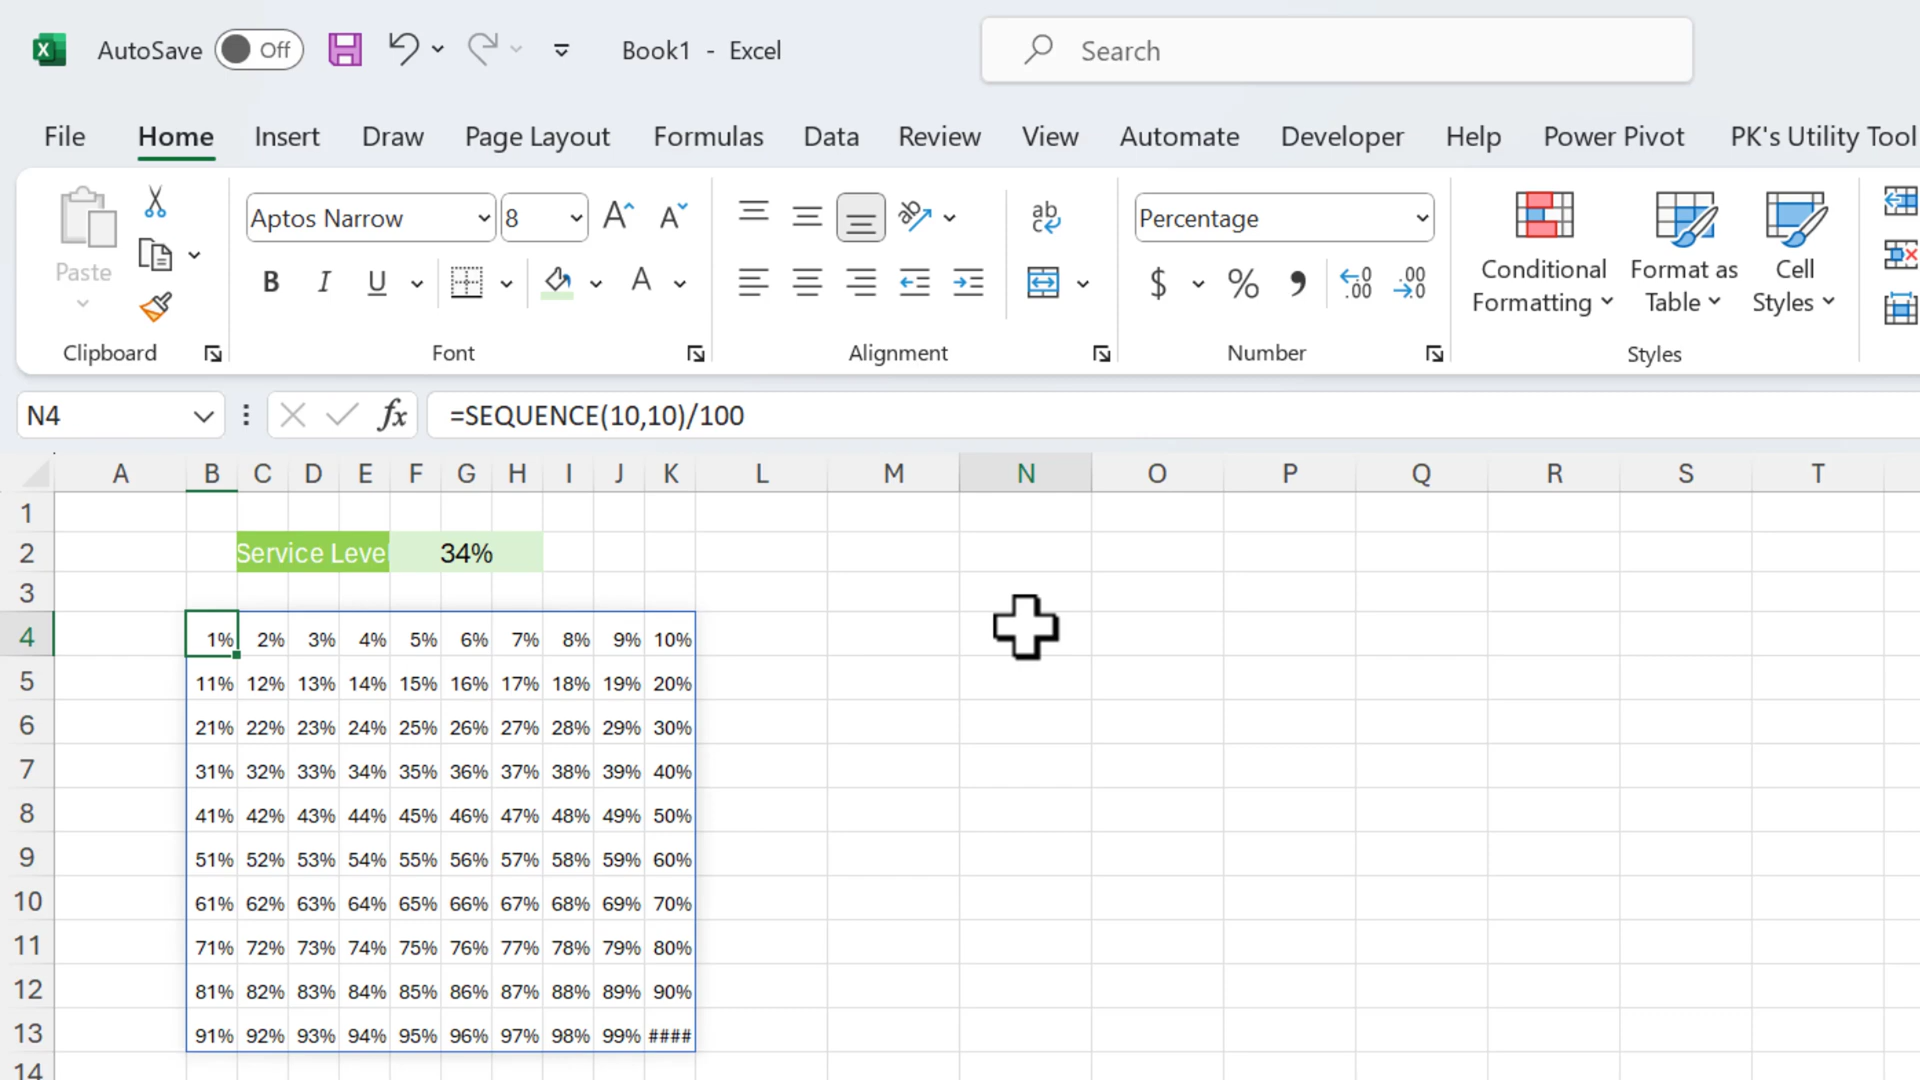 AutoSave Off Book1 - Excel Search
File Home Insert Draw Page Layout Formulas Data Review View Automate Developer Help Power Pivot PK's Utility Tool
Paste
Aptos Narrow 8
Percentage
B I U A
$ % 9 .00 .00
Conditional Formatting
Format as Table
Cell Styles
Clipboard Font Alignment Number Styles
N4 fx =SEQUENCE(10,10)/100
A B C D E F G H I J K L M N O P Q R S T
1
2 Service Leve 34%
3
4 1% 2% 3% 4% 5% 6% 7% 8% 9% 10%
5 11% 12% 13% 14% 15% 16% 17% 18% 19% 20%
6 21% 22% 23% 24% 25% 26% 27% 28% 29% 30%
7 31% 32% 33% 34% 35% 36% 37% 38% 39% 40%
8 41% 42% 43% 44% 45% 46% 47% 48% 49% 50%
9 51% 52% 53% 54% 55% 56% 57% 58% 59% 60%
10 61% 62% 63% 64% 65% 66% 67% 68% 69% 70%
11 71% 72% 73% 74% 75% 76% 77% 78% 79% 80%
12 81% 82% 83% 84% 85% 86% 87% 88% 89% 90%
13 91% 92% 93% 94% 95% 96% 97% 98% 99% ####
14